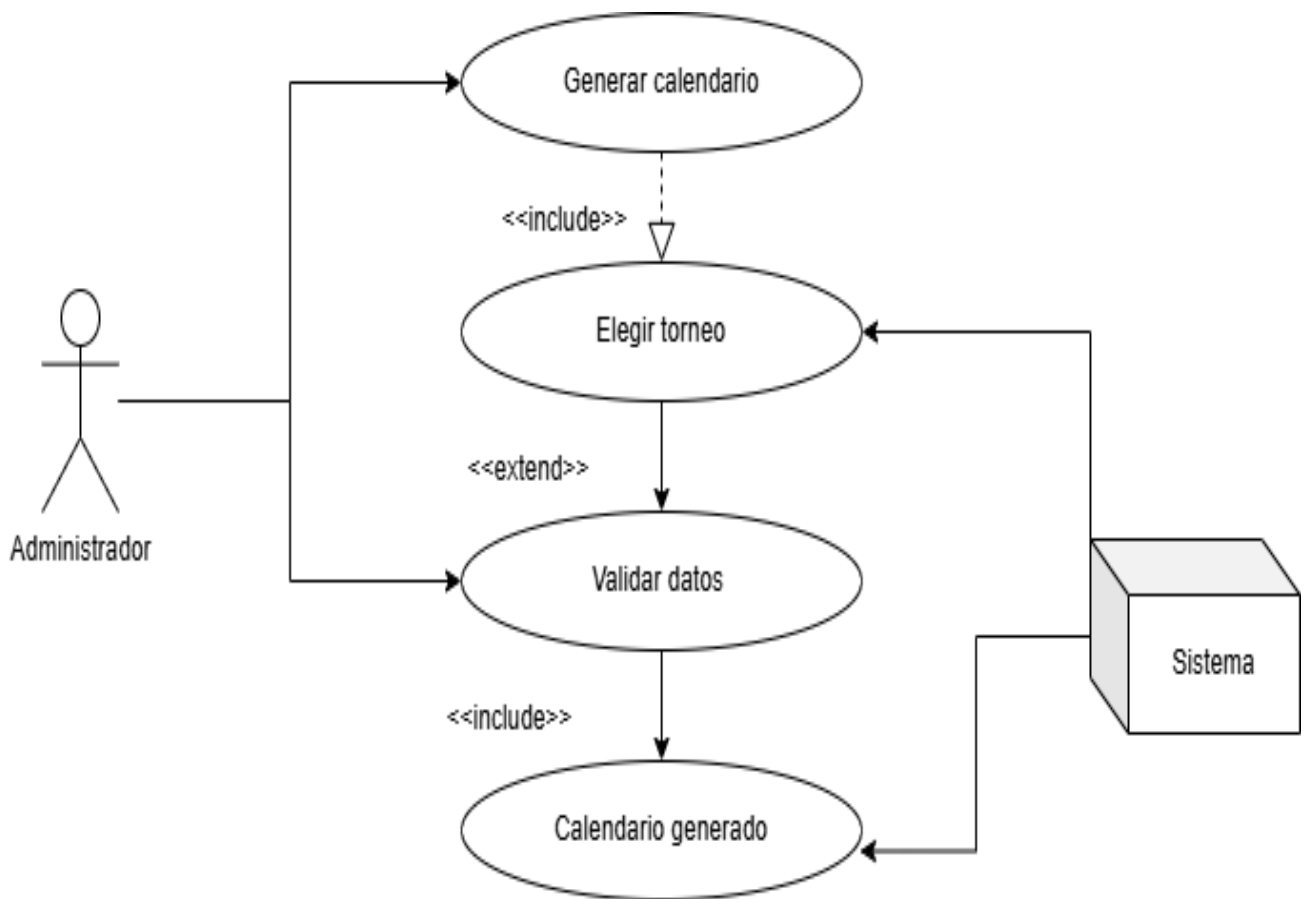 Generar calendario
<<include>>
Elegir torneo
<<extend>>
Administrador
Validar datos
Sistema
<<include>>
Calendario generado